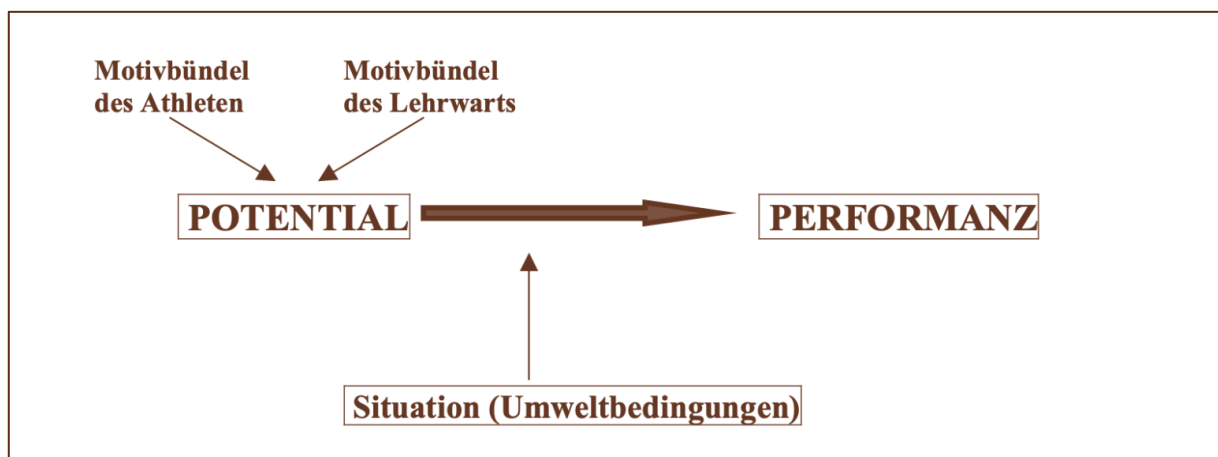 Motivbündel
des Athleten
Motivbündel
des Lehrwarts
POTENTIAL
PERFORMANZ
Situation (Umweltbedingungen)